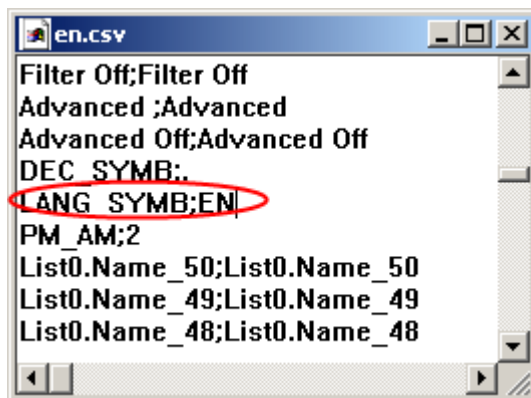 en.csv
Filter Off;Filter Off
Advanced ;Advanced
Advanced Off;Advanced Off
DEC_SYMB;.
LANG_SYMB;EN
PM_AM;2
List0.Name_50;List0.Name_50
List0.Name_49;List0.Name_49
List0.Name_48;List0.Name_48